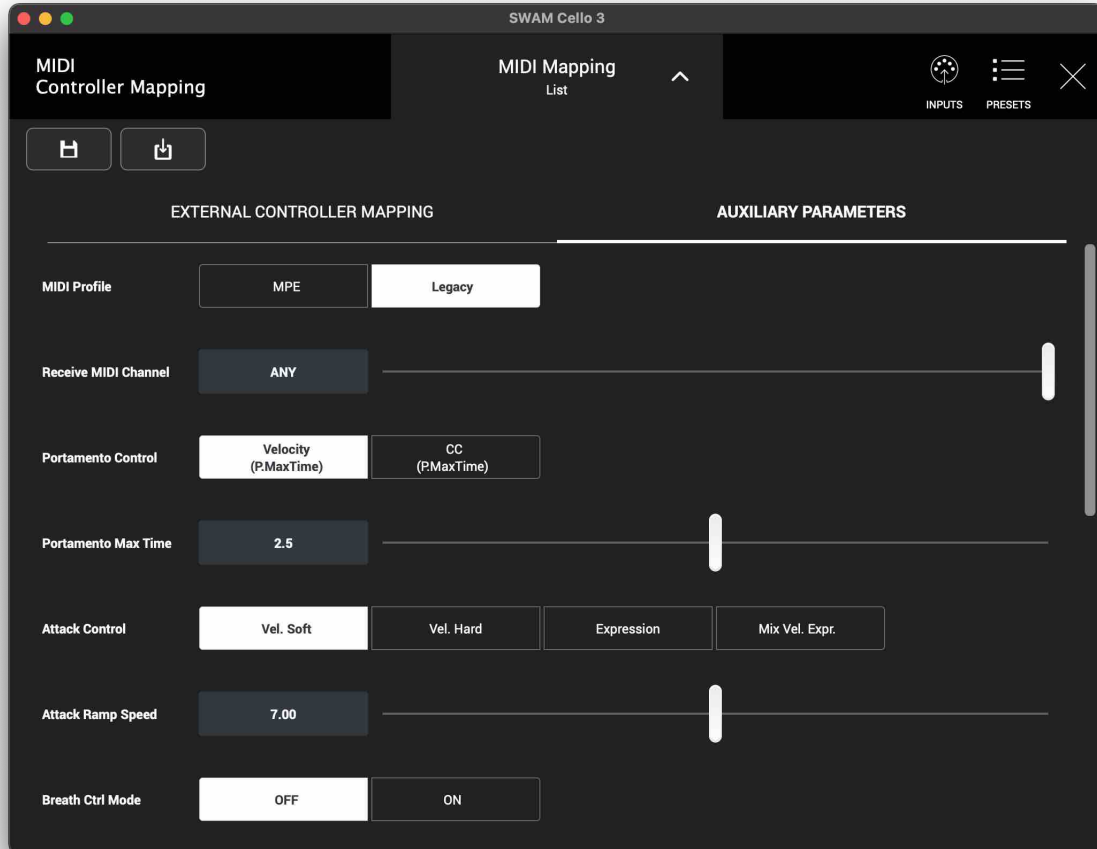 SWAM Cello 3
MIDI
Controller Mapping
MIDI Mapping
List
INPUTS
PRESETS
EXTERNAL CONTROLLER MAPPING
AUXILIARY PARAMETERS
MIDI Profile
MPE
Legacy
Receive MIDI Channel
ANY
Portamento Control
Velocity
(P.MaxTime)
CC
(P.MaxTime)
Portamento Max Time
2.5
Attack Control
Vel. Soft
Vel. Hard
Expression
Mix Vel. Expr.
Attack Ramp Speed
7.00
Breath Ctrl Mode
OFF
ON